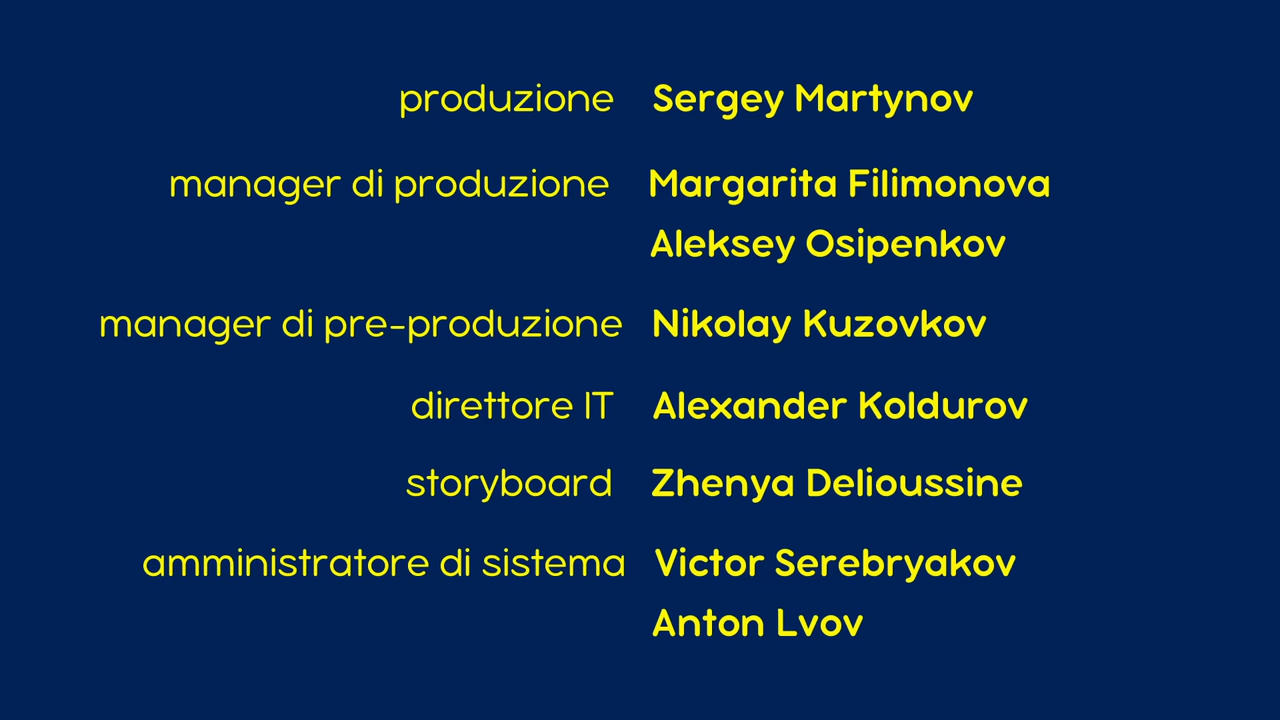 produzione Sergey Martynov
manager di produzione Margarita Filimonova
Aleksey Osipenkov
manager di pre-produzione Nikolay Kuzovkov
direttore IT Alexander Koldurov
storyboard Zhenya Delioussine
amministratore di sistema Victor Serebryakov
Anton Lvov